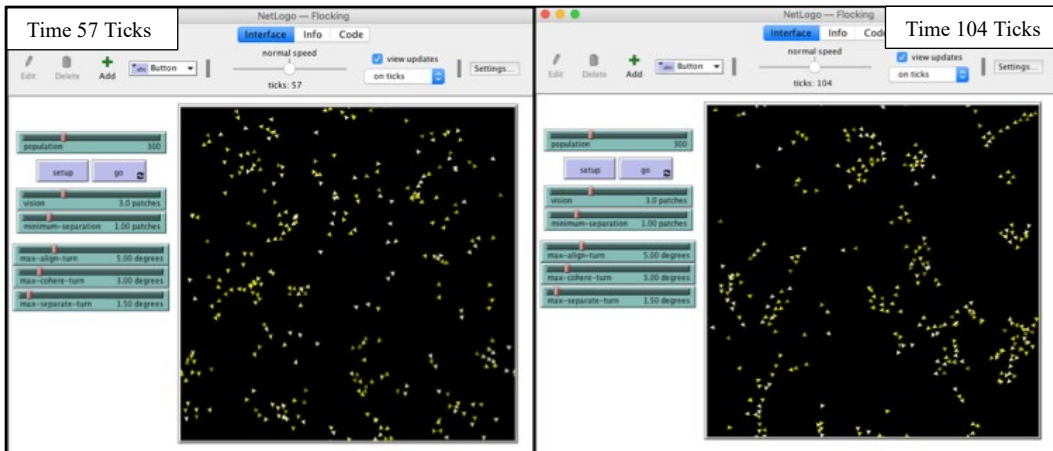 Time 57 Ticks
NetLogo — Flocking
Interface Info Code
Edit Delete Add Button
normal speed
ticks: 57
view updates
on ticks
Settings...
population 300
setup go
vision 3.0 patches
minimum-separation 1.00 patches
max-align-turn 5.00 degrees
max-cohere-turn 3.00 degrees
max-separate-turn 1.50 degrees
Time 104 Ticks
NetLogo — Flocking
Interface Info Code
Edit Delete Add Button
normal speed
ticks: 104
view updates
on ticks
Settings...
population 300
setup go
vision 3.0 patches
minimum-separation 1.00 patches
max-align-turn 5.00 degrees
max-cohere-turn 3.00 degrees
max-separate-turn 1.50 degrees